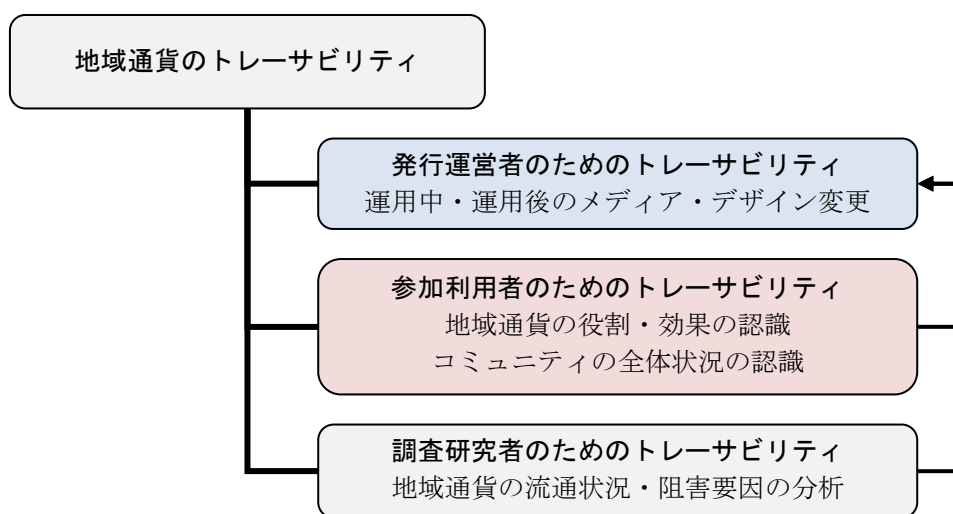 地域通貨のトレーサビリティ
発行運営者のためのトレーサビリティ
運用中・運用後のメディア・デザイン変更
参加利用者のためのトレーサビリティ
地域通貨の役割・効果の認識
コミュニティの全体状況の認識
調査研究者のためのトレーサビリティ
地域通貨の流通状況・阻害要因の分析